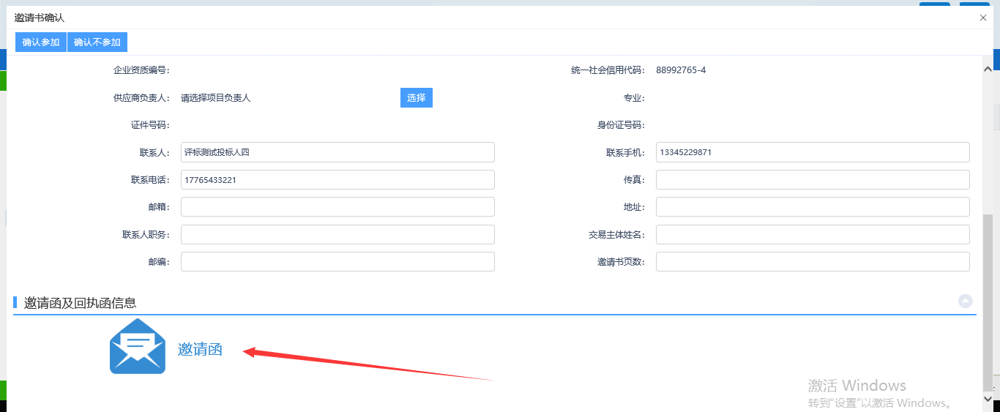 邀请书确认
确认参加 确认不参加
企业资质编号: 统一社会信用代码: 88992765-4
供应商负责人: 请选择项目负责人 选择 专业:
证件号码: 身份证号码:
联系人: 评标测试投标人四 联系手机: 13345229871
联系电话: 17765433221 传真:
邮箱: 地址:
联系人职务: 交易主体姓名:
邮编: 邀请书页数:
邀请函及回执函信息
邀请函
激活 Windows
转到"设置"以激活 Windows。